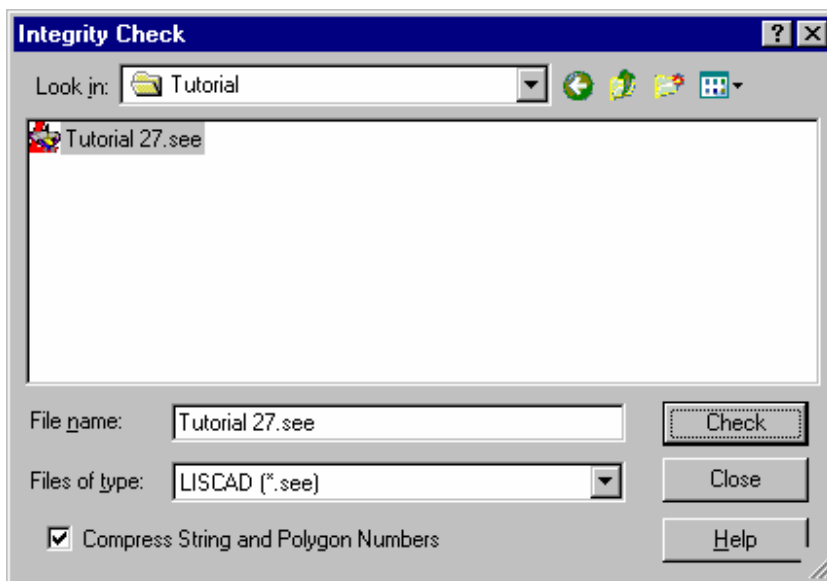 Integrity Check
Look in: Tutorial
Tutorial 27.see
File name: Tutorial 27.see Check
Files of type: LISCAD (*.see) Close
Compress String and Polygon Numbers Help